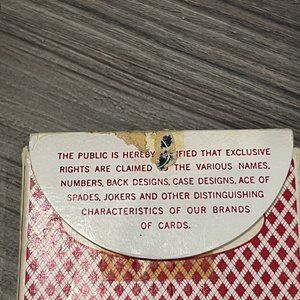 THE PUBLIC IS HEREBY IFIED THAT EXCLUSIVE
RIGHTS ARE CLAIMED THE VARIOUS NAMES,
NUMBERS, BACK DESIGNS, CASE DESIGNS, ACE OF
SPADES, JOKERS AND OTHER DISTINGUISHING
CHARACTERISTICS OF OUR BRANDS
OF CARDS.